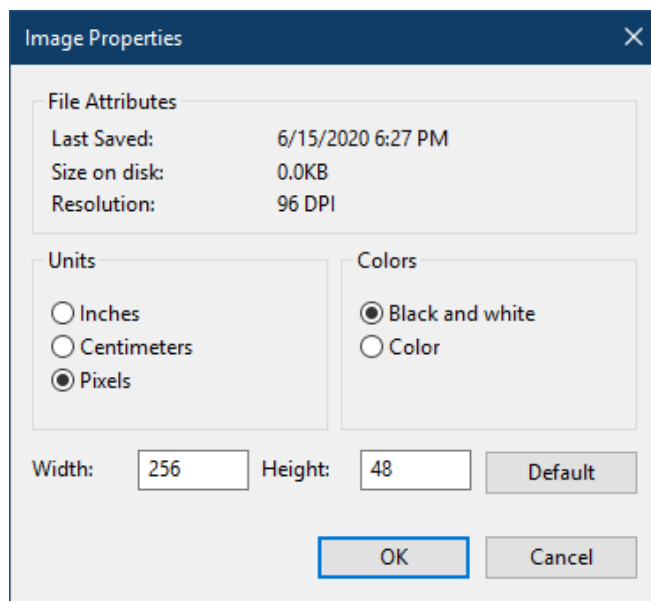 Image Properties
File Attributes
Last Saved: 6/15/2020 6:27 PM
Size on disk: 0.0KB
Resolution: 96 DPI
Units
Inches
Centimeters
Pixels
Colors
Black and white
Color
Width: 256 Height: 48 Default
OK Cancel